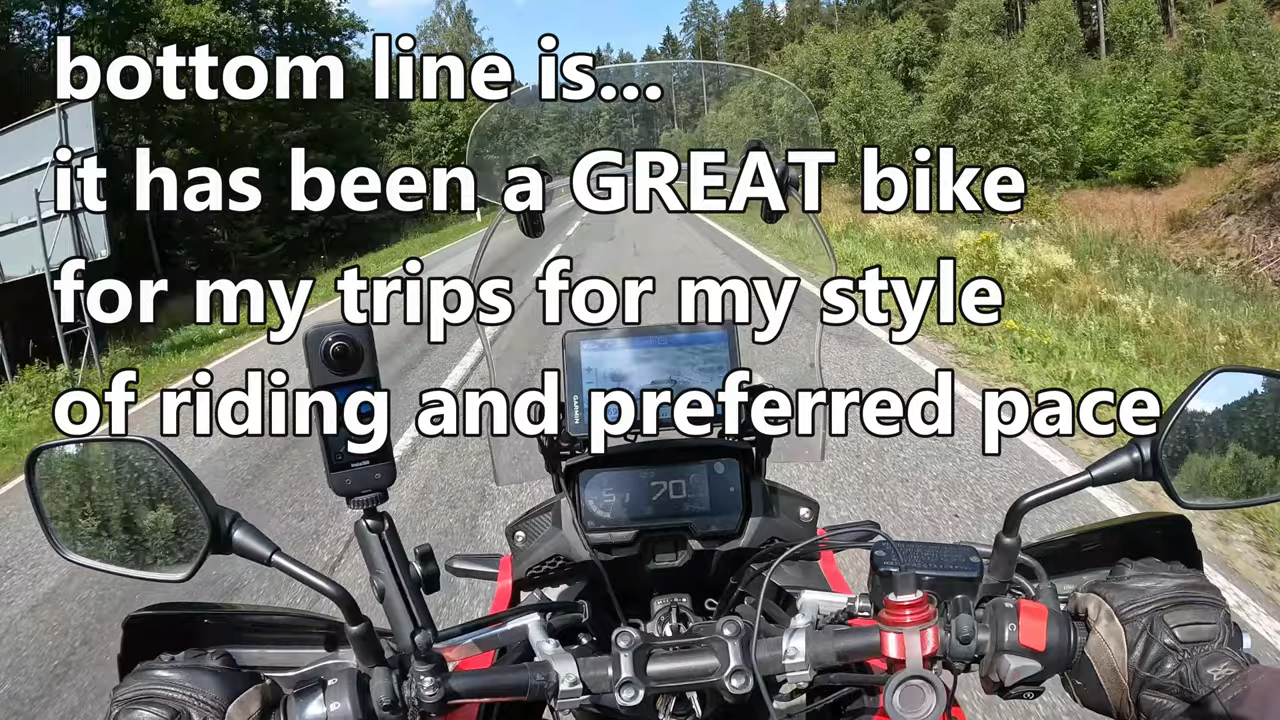 bottom line is...
it has been a GREAT bike
for my trips for my style
of riding and preferred pace
GARMIN
Insta360
70